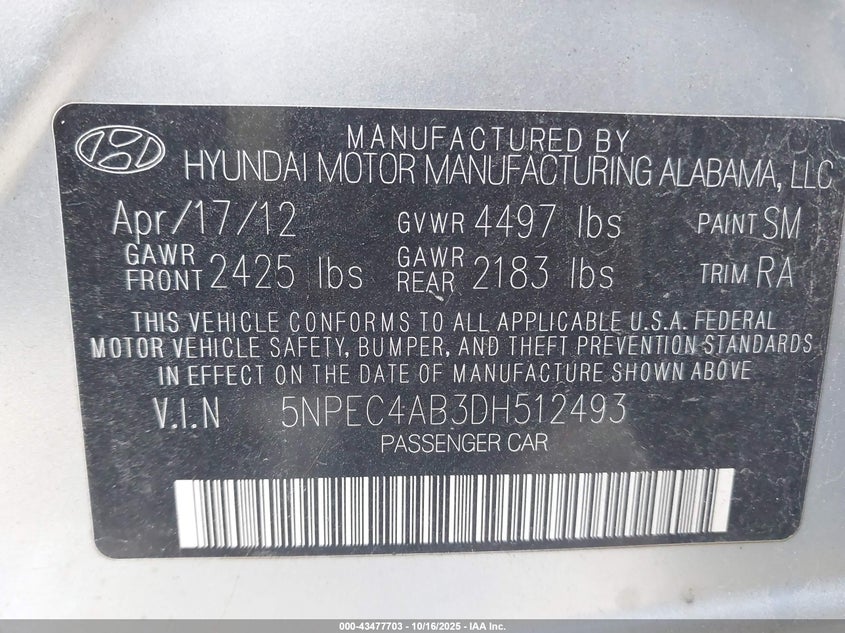 MANUFACTURED BY
HYUNDAI MOTOR MANUFACTURING ALABAMA, LLC
Apr/17/12 GVWR 4497 lbs PAINT SM
GAWR FRONT 2425 lbs GAWR REAR 2183 lbs TRIM RA
THIS VEHICLE CONFORMS TO ALL APPLICABLE U.S.A. FEDERAL
MOTOR VEHICLE SAFETY, BUMPER, AND THEFT PREVENTION STANDARDS
IN EFFECT ON THE DATE OF MANUFACTURE SHOWN ABOVE
V.I.N 5NPEC4AB3DH512493
PASSENGER CAR
000-43477703 - 10/16/2025 - IAA Inc.